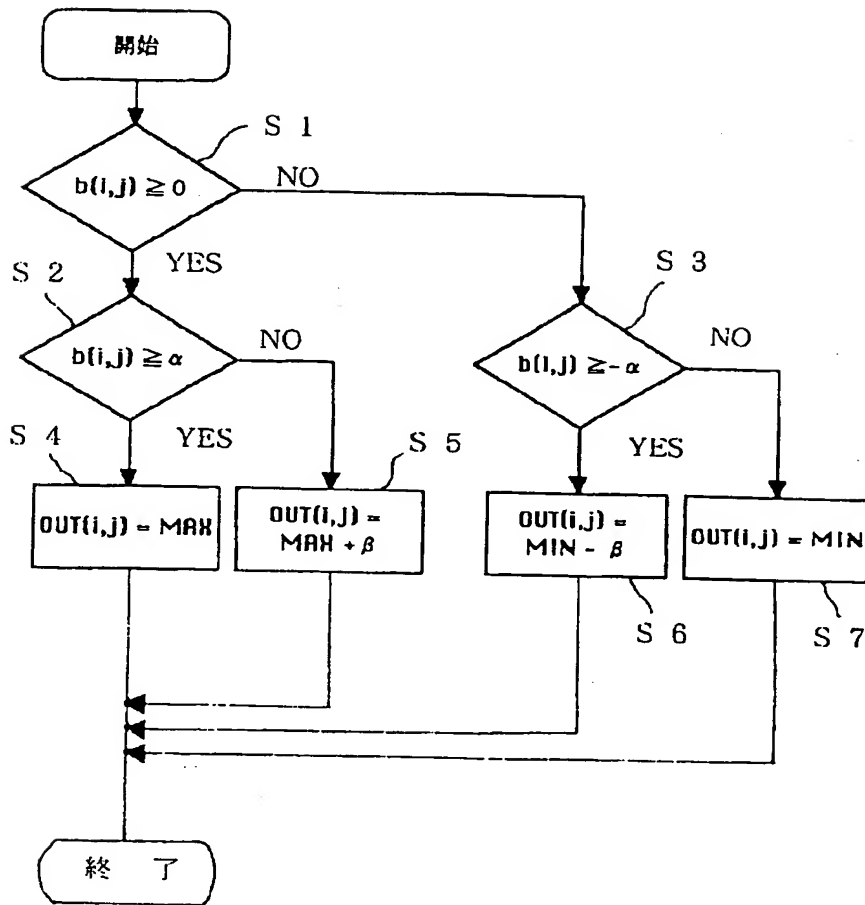 開始
S 1
b(i,j) ≧ 0
NO
YES
S 2
S 3
b(i,j) ≧ α
NO
b(i,j) ≧ - α
NO
S 4
YES
S 5
YES
OUT(i,j) = MAX
OUT(i,j) =
MAX + β
OUT(i,j) =
MIN - β
OUT(i,j) = MIN
S 6
S 7
終 了